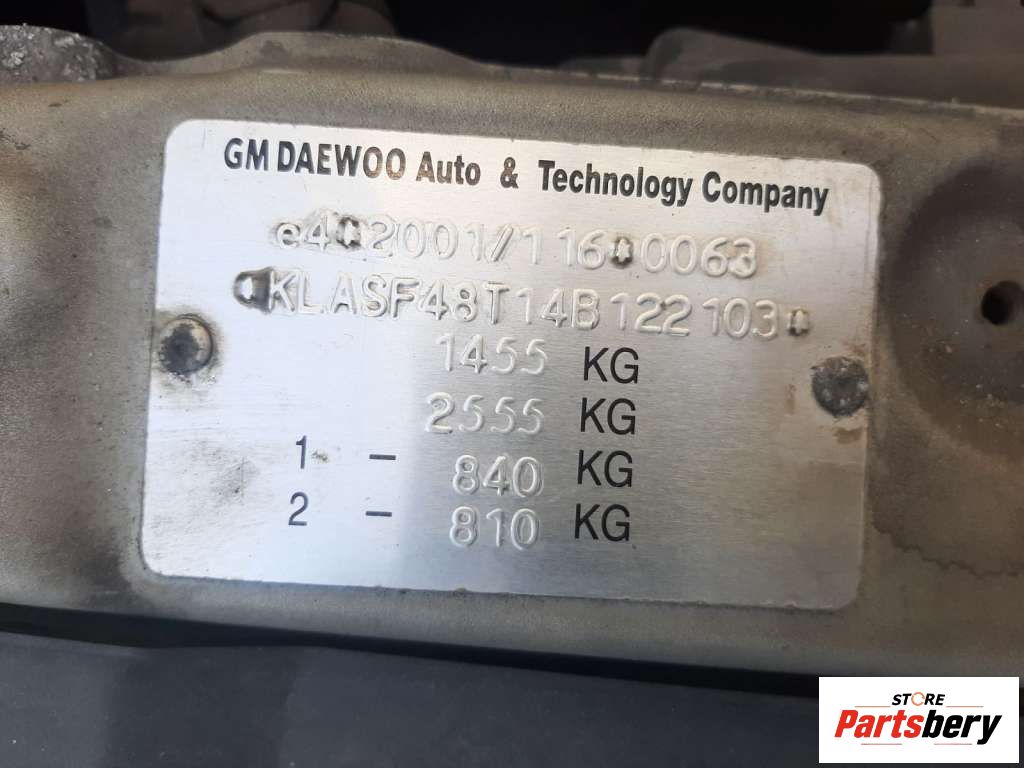 GM DAEWOO Auto & Technology Company
e4*2001/116*0063
*KLASF48T14B122103*
1455 KG
2555 KG
1 - 840 KG
2 - 810 KG
STORE
Partsbery